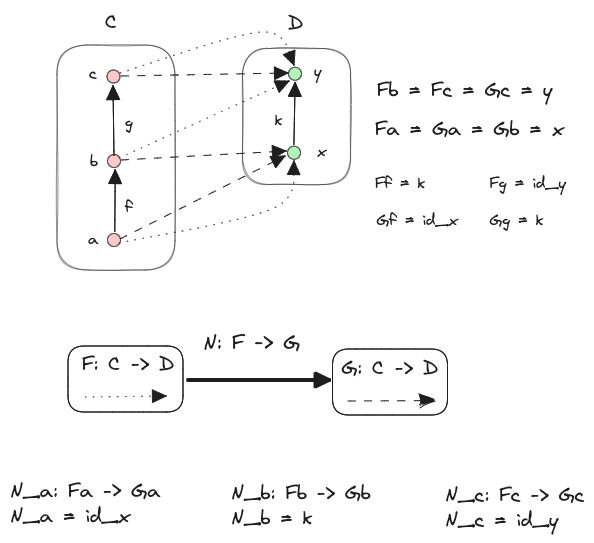 C
D
c
y
g
k
b
x
f
a
Fb = Fc = Gc = y
Fa = Ga = Gb = x
Ff = k
Fg = id_y
Gf = id_x
Gg = k
N: F -> G
F: C -> D
G: C -> D
N_a: Fa -> Ga
N_a = id_x
N_b: Fb -> Gb
N_b = k
N_c: Fc -> Gc
N_c = id_y